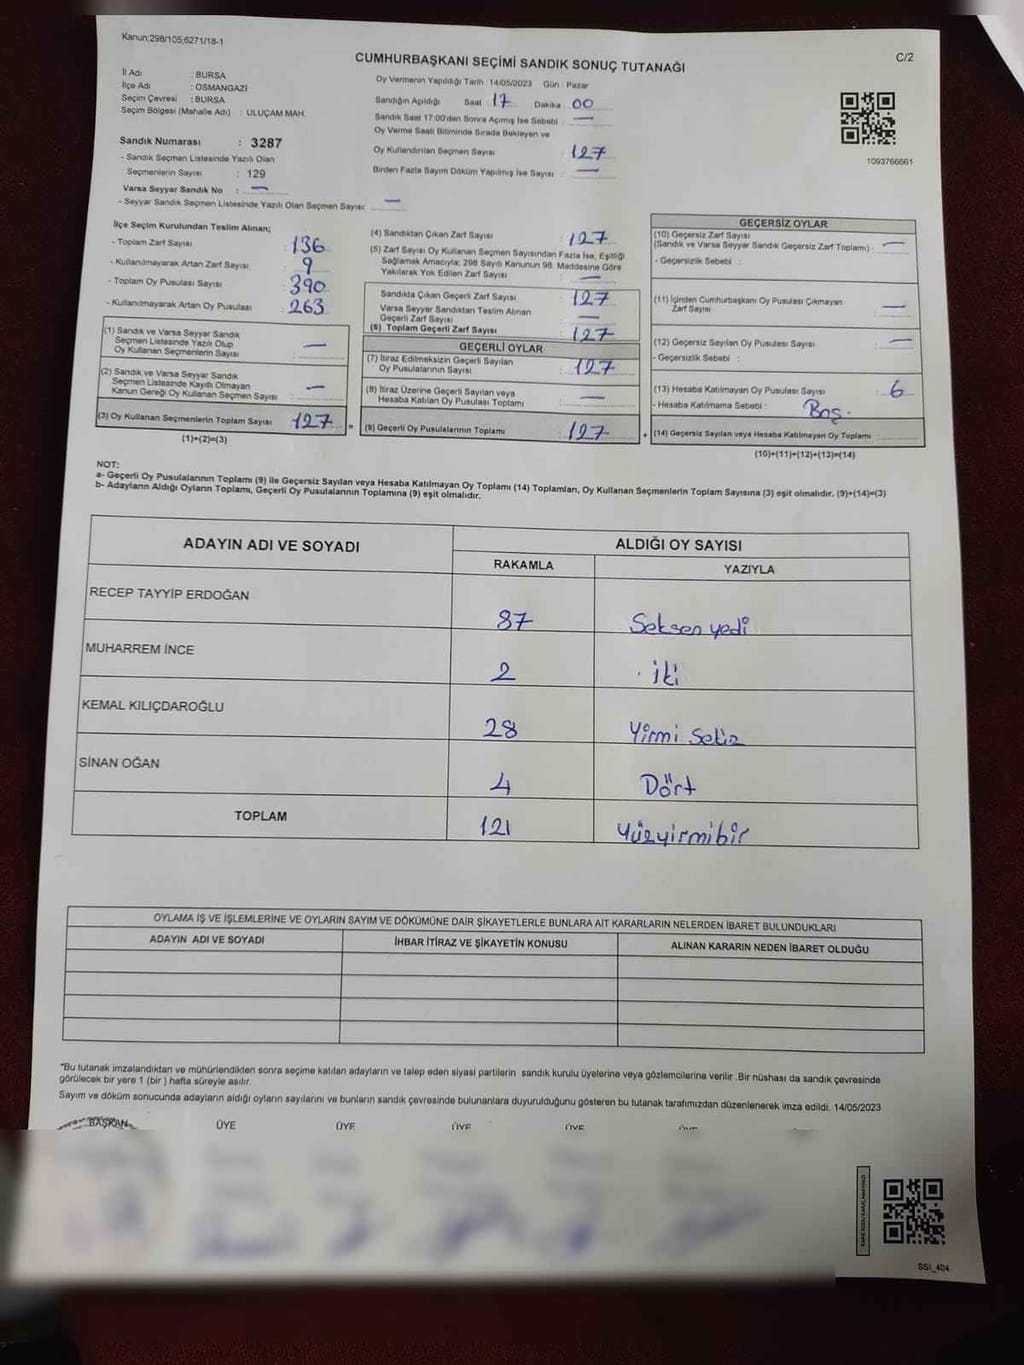 Kanun;298/105;6271/18-1
C/2
CUMHURBAŞKANI SEÇİMİ SANDIK SONUÇ TUTANAĞI
İl Adı : BURSA
İlçe Adı : OSMANGAZİ
Seçim Çevresi : BURSA
Seçim Bölgesi (Mahalle Adı) : ULUÇAM MAH.
Sandık Numarası : 3287
- Sandık Seçmen Listesinde Yazılı Olan
Seçmenlerin Sayısı : 129
Varsa Seyyar Sandık No : —
- Seyyar Sandık Seçmen Listesinde Yazılı Olan Seçmen Sayısı : —
Oy Vermenin Yapıldığı Tarih : 14/05/2023 Gün : Pazar
Sandığın Açıldığı Saat : 17 Dakika : 00
Sandık Saat 17:00'den Sonra Açılmış İse Sebebi : —
Oy Verme Saati Bitiminde Sırada Bekleyen ve
Oy Kullandırılan Seçmen Sayısı : 127
Birden Fazla Sayım Döküm Yapılmış İse Sayısı : —
1093766661
İlçe Seçim Kurulundan Teslim Alınan;
- Toplam Zarf Sayısı : 136
- Kullanılmayarak Artan Zarf Sayısı : 9
- Toplam Oy Pusulası Sayısı : 390
- Kullanılmayarak Artan Oy Pusulası : 263
(1) Sandık ve Varsa Seyyar Sandık
Seçmen Listesinde Yazılı Olup
Oy Kullanan Seçmenlerin Sayısı : —
(2) Sandık ve Varsa Seyyar Sandık
Seçmen Listesinde Kayıtlı Olmayan
Kanun Gereği Oy Kullanan Seçmen Sayısı : —
(3) Oy Kullanan Seçmenlerin Toplam Sayısı : 127 =
(1)+(2)=(3)
(4) Sandıktan Çıkan Zarf Sayısı : 127
(5) Zarf Sayısı Oy Kullanan Seçmen Sayısından Fazla İse, Eşitliği
Sağlamak Amacıyla; 298 Sayılı Kanunun 98. Maddesine Göre
Yakılarak Yok Edilen Zarf Sayısı : —
Sandıkta Çıkan Geçerli Zarf Sayısı : 127
Varsa Seyyar Sandıktan Teslim Alınan
Geçerli Zarf Sayısı : —
(6) Toplam Geçerli Zarf Sayısı : 127
GEÇERLİ OYLAR
(7) İtiraz Edilmeksizin Geçerli Sayılan
Oy Pusulalarının Sayısı : 127
(8) İtiraz Üzerine Geçerli Sayılan veya
Hesaba Katılan Oy Pusulası Toplamı : —
(9) Geçerli Oy Pusulalarının Toplamı : 127 +
GEÇERSİZ OYLAR
(10) Geçersiz Zarf Sayısı
(Sandık ve Varsa Seyyar Sandık Geçersiz Zarf Toplamı) : —
- Geçersizlik Sebebi :
(11) İçinden Cumhurbaşkanı Oy Pusulası Çıkmayan
Zarf Sayısı : —
(12) Geçersiz Sayılan Oy Pusulası Sayısı : —
- Geçersizlik Sebebi :
(13) Hesaba Katılmayan Oy Pusulası Sayısı : 6
- Hesaba Katılmama Sebebi : Boş.
(14) Geçersiz Sayılan veya Hesaba Katılmayan Oy Toplamı :
(10)+(11)+(12)+(13)=(14)
NOT:
a- Geçerli Oy Pusulalarının Toplamı (9) ile Geçersiz Sayılan veya Hesaba Katılmayan Oy Toplamı (14) Toplamları, Oy Kullanan Seçmenlerin Toplam Sayısına (3) eşit olmalıdır. (9)+(14)=(3)
b- Adayların Aldığı Oyların Toplamı, Geçerli Oy Pusulalarının Toplamına (9) eşit olmalıdır.
ADAYIN ADI VE SOYADI
ALDIĞI OY SAYISI
RAKAMLA YAZIYLA
RECEP TAYYİP ERDOĞAN 87 Seksen yedi
MUHARREM İNCE 2 İki
KEMAL KILIÇDAROĞLU 28 Yirmi Sekiz
SİNAN OĞAN 4 Dört
TOPLAM 121 Yüzyirmibir
OYLAMA İŞ VE İŞLEMLERİNE VE OYLARIN SAYIM VE DÖKÜMÜNE DAİR ŞİKAYETLERLE BUNLARA AİT KARARLARIN NELERDEN İBARET BULUNDUKLARI
ADAYIN ADI VE SOYADI İHBAR İTİRAZ VE ŞİKAYETİN KONUSU ALINAN KARARIN NEDEN İBARET OLDUĞU
*Bu tutanak imzalandıktan ve mühürlendikten sonra seçime katılan adayların ve talep eden siyasi partilerin sandık kurulu üyelerine veya gözlemcilerine verilir .Bir nüshası da sandık çevresinde
görülecek bir yere 1 (bir ) hafta süreyle asılır.
Sayım ve döküm sonucunda adayların aldığı oyların sayılarını ve bunların sandık çevresinde bulunanlara duyurulduğunu gösteren bu tutanak tarafımızdan düzenlenerek imza edildi. 14/05/2023
BAŞKAN ÜYE ÜYE ÜYE ÜYE
SSI_404